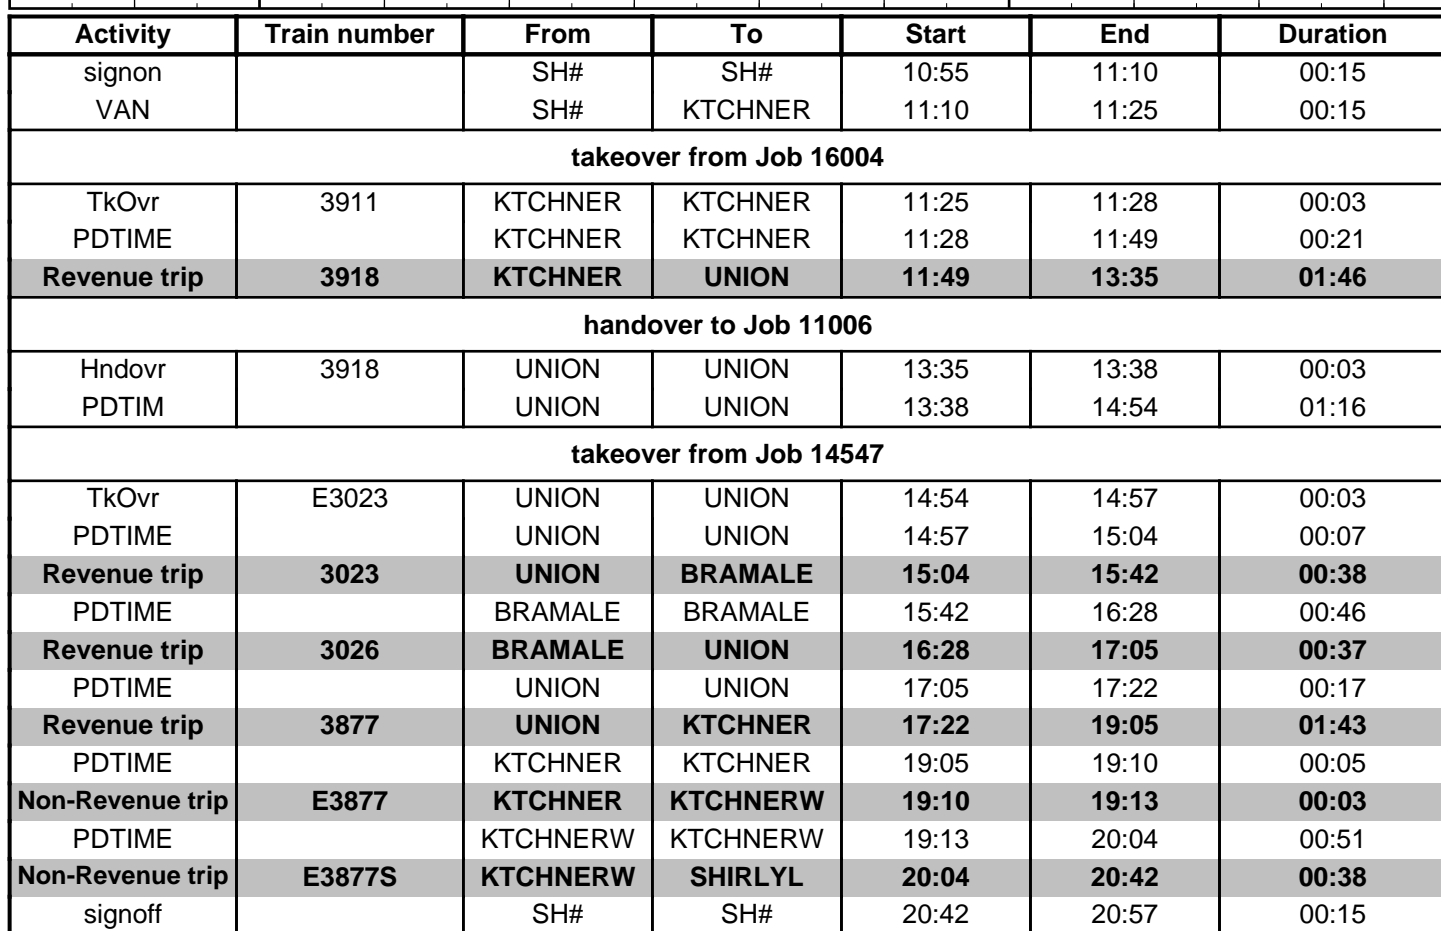 Activity Train number From To Start End Duration
signon SH# SH# 10:55 11:10 00:15
VAN SH# KTCHNER 11:10 11:25 00:15
takeover from Job 16004
TkOvr 3911 KTCHNER KTCHNER 11:25 11:28 00:03
PDTIME KTCHNER KTCHNER 11:28 11:49 00:21
Revenue trip 3918 KTCHNER UNION 11:49 13:35 01:46
handover to Job 11006
Hndovr 3918 UNION UNION 13:35 13:38 00:03
PDTIM UNION UNION 13:38 14:54 01:16
takeover from Job 14547
TkOvr E3023 UNION UNION 14:54 14:57 00:03
PDTIME UNION UNION 14:57 15:04 00:07
Revenue trip 3023 UNION BRAMALE 15:04 15:42 00:38
PDTIME BRAMALE BRAMALE 15:42 16:28 00:46
Revenue trip 3026 BRAMALE UNION 16:28 17:05 00:37
PDTIME UNION UNION 17:05 17:22 00:17
Revenue trip 3877 UNION KTCHNER 17:22 19:05 01:43
PDTIME KTCHNER KTCHNER 19:05 19:10 00:05
Non-Revenue trip E3877 KTCHNER KTCHNERW 19:10 19:13 00:03
PDTIME KTCHNERW KTCHNERW 19:13 20:04 00:51
Non-Revenue trip E3877S KTCHNERW SHIRLYL 20:04 20:42 00:38
signoff SH# SH# 20:42 20:57 00:15